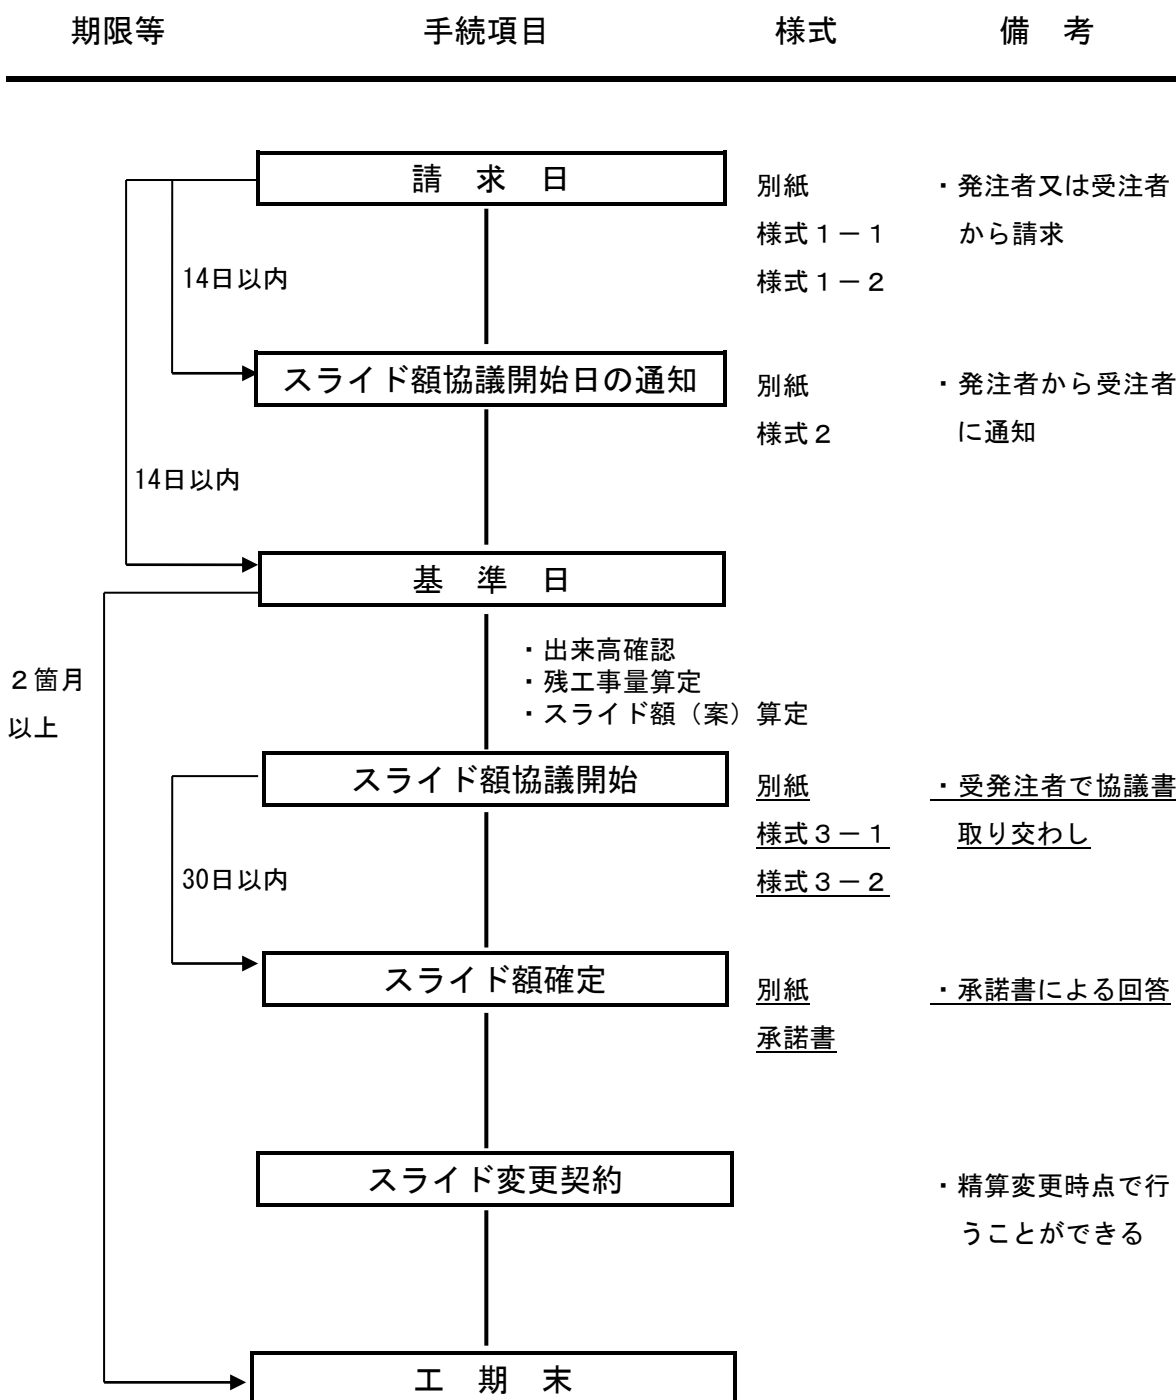 期限等　手続項目　様式　備　考
請　求　日
別紙
様式１－１
様式１－２
・発注者又は受注者
から請求
14日以内
スライド額協議開始日の通知
別紙
様式２
・発注者から受注者
に通知
14日以内
基　準　日
・出来高確認
・残工事量算定
・スライド額（案）算定
２箇月
以上
スライド額協議開始
別紙
様式３－１
様式３－２
・受発注者で協議書
取り交わし
30日以内
スライド額確定
別紙
承諾書
・承諾書による回答
スライド変更契約
・精算変更時点で行
うことができる
工　期　末